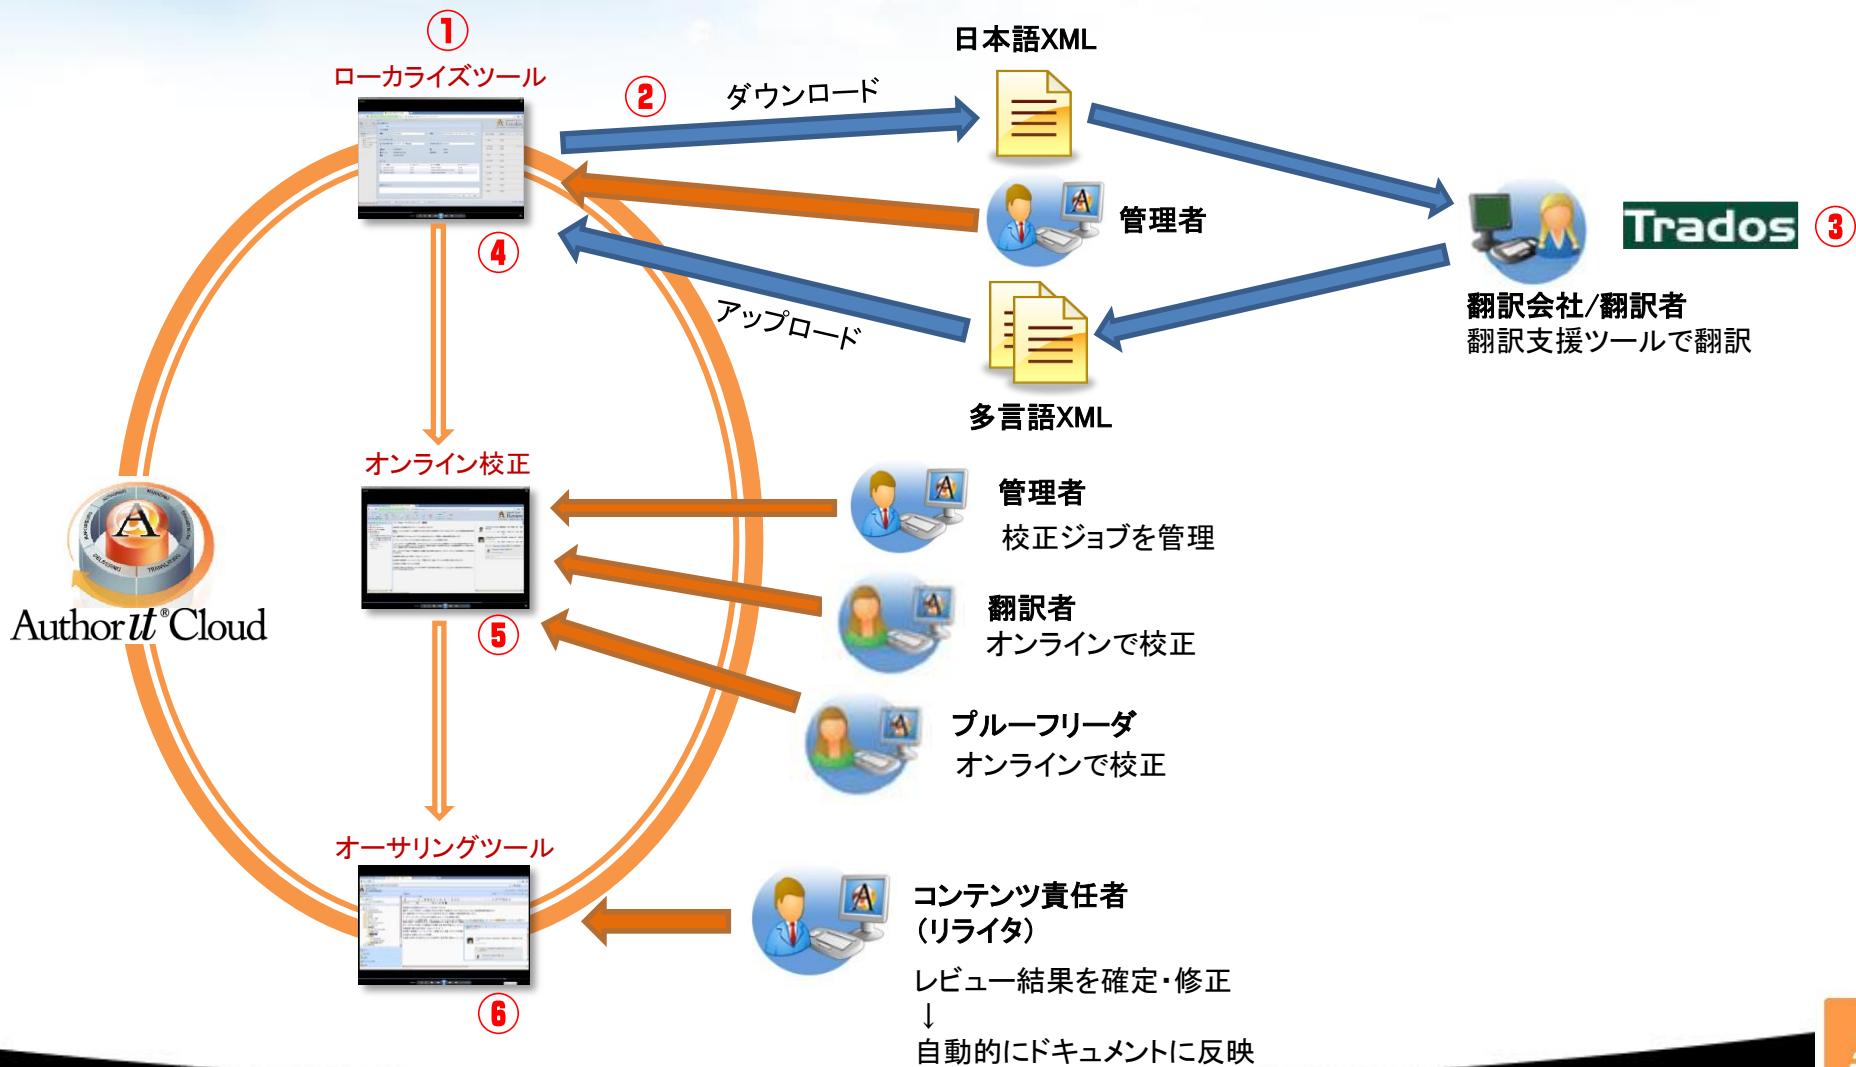 ①
ローカライズツール
②
ダウンロード
日本語XML
管理者
Trados
③
④
アップロード
翻訳会社/翻訳者
翻訳支援ツールで翻訳
多言語XML
オンライン校正
管理者
校正ジョブを管理
Authorit®Cloud
翻訳者
オンラインで校正
⑤
プルーフリーダ
オンラインで校正
オーサリングツール
コンテンツ責任者
(リライタ)
レビュー結果を確定・修正
↓
自動的にドキュメントに反映
⑥